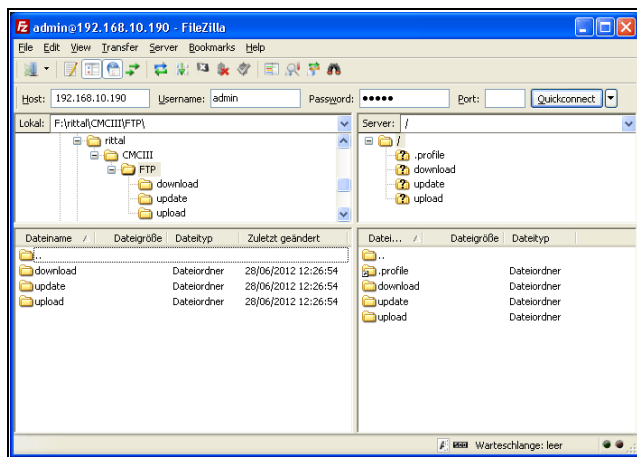 admin@192.168.10.190 - FileZilla
File Edit View Transfer Server Bookmarks Help
Host: 192.168.10.190 Username: admin Password: ●●●●● Port: Quickconnect
Lokal: F:\rittal\CMCIII\FTP\
rittal
CMCIII
FTP
download
update
upload
Server: /
/
.profile
download
update
upload
Dateiname / Dateigröße Dateityp Zuletzt geändert
..
download Dateiordner 28/06/2012 12:26:54
update Dateiordner 28/06/2012 12:26:54
upload Dateiordner 28/06/2012 12:26:54
Datei... / Dateigröße Dateityp
..
.profile Dateiordner
download Dateiordner
update Dateiordner
upload Dateiordner
Warteschlange: leer